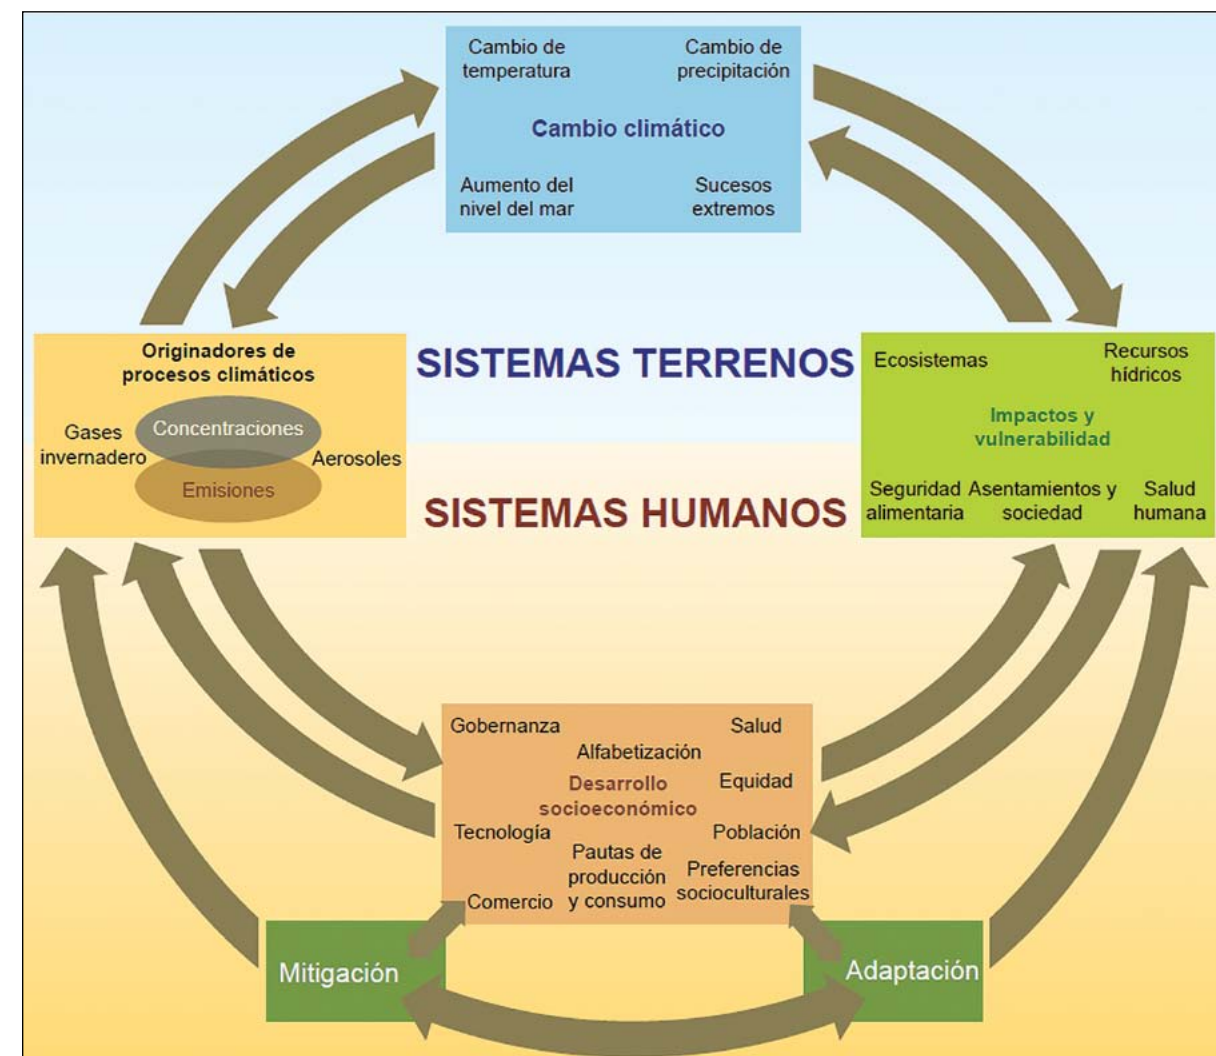 Cambio de
temperatura
Cambio de
precipitación
Cambio climático
Aumento del
nivel del mar
Sucesos
extremos
Originadores de
procesos climáticos
Gases
invernadero
Concentraciones
Aerosoles
Emisiones
SISTEMAS TERRENOS
SISTEMAS HUMANOS
Ecosistemas
Recursos
hídricos
Impactos y
vulnerabilidad
Seguridad
alimentaria
Asentamientos y
sociedad
Salud
humana
Gobernanza
Salud
Alfabetización
Desarrollo
socioeconómico
Equidad
Tecnología
Población
Pautas de
producción
y consumo
Preferencias
socioculturales
Comercio
Mitigación
Adaptación